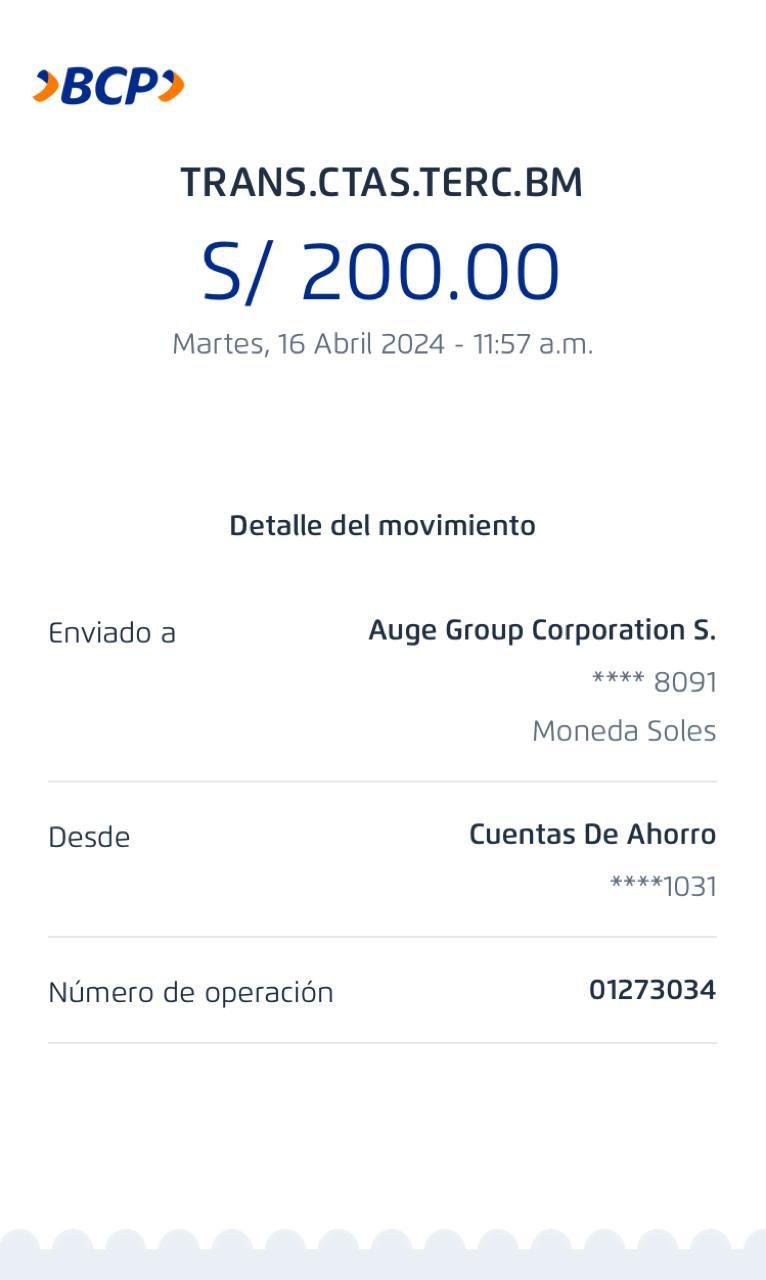 BCP
TRANS.CTAS.TERC.BM
S/ 200.00
Martes, 16 Abril 2024 - 11:57 a.m.
Detalle del movimiento
Enviado a
Auge Group Corporation S.
**** 8091
Moneda Soles
Desde
Cuentas De Ahorro
****1031
Número de operación
01273034